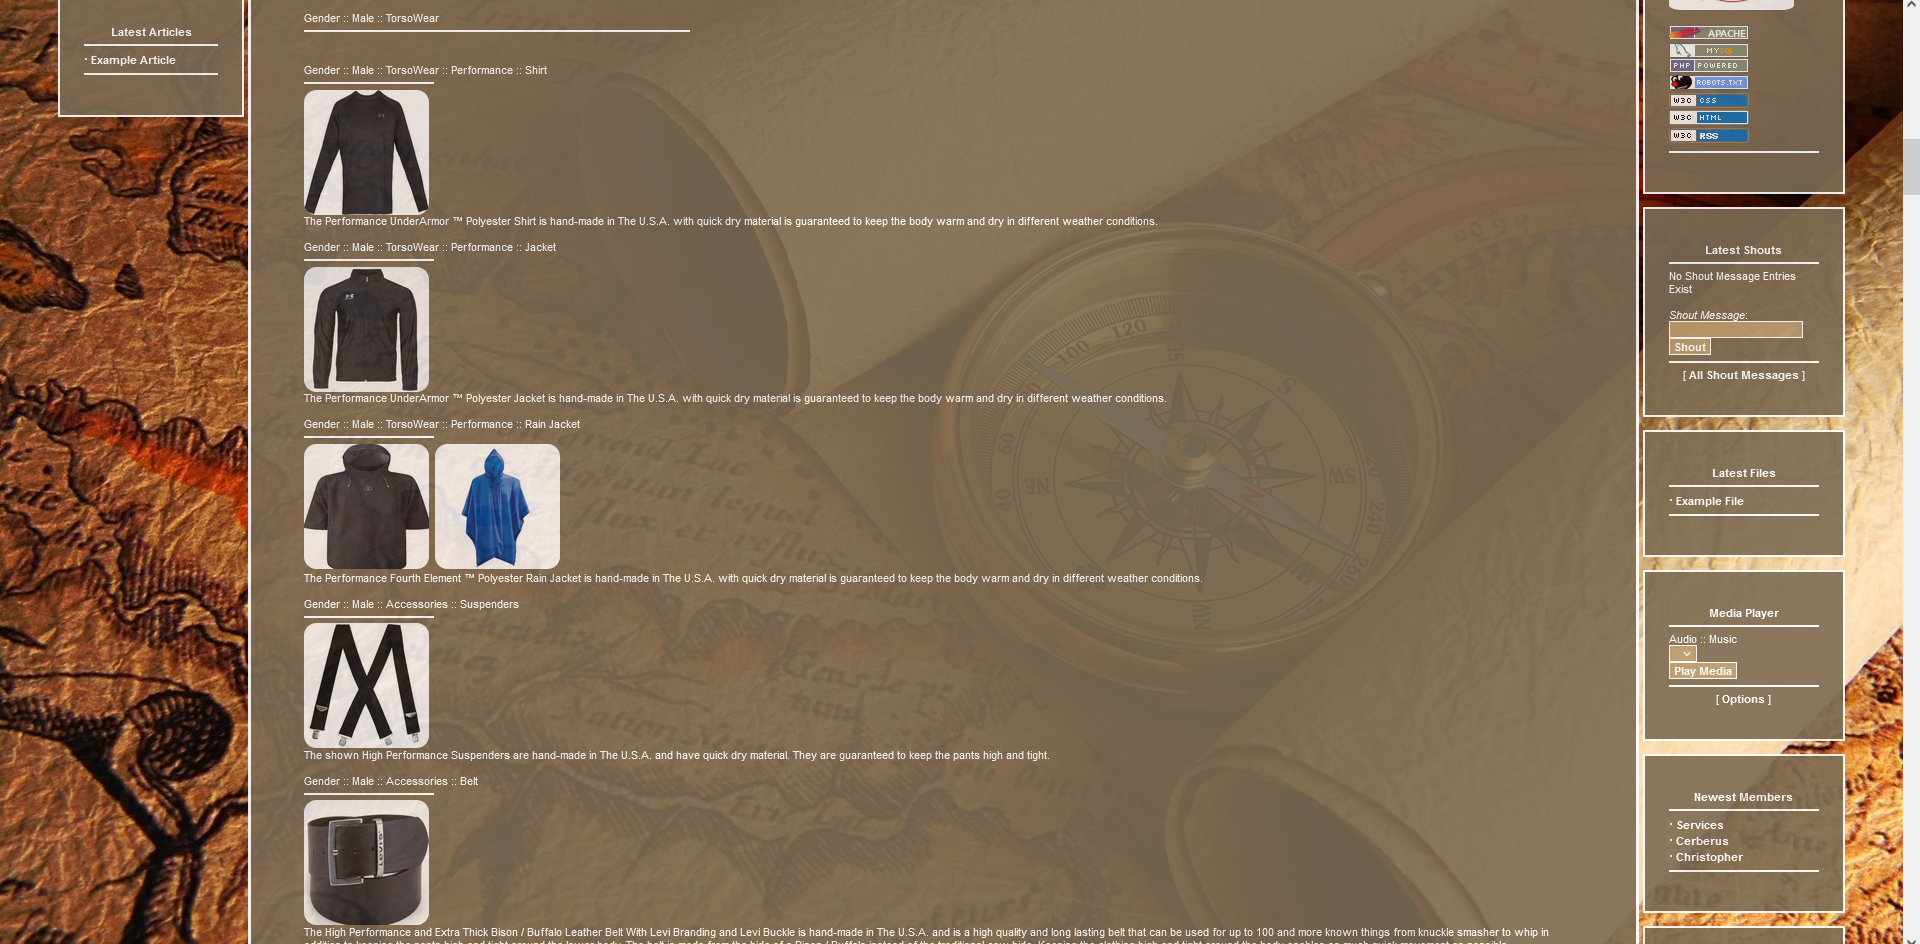 Latest Articles
· Example Article
Gender :: Male :: TorsoWear
Gender :: Male :: TorsoWear :: Performance :: Shirt
The Performance UnderArmor ™ Polyester Shirt is hand-made in The U.S.A. with quick dry material is guaranteed to keep the body warm and dry in different weather conditions.
Gender :: Male :: TorsoWear :: Performance :: Jacket
The Performance UnderArmor ™ Polyester Jacket is hand-made in The U.S.A. with quick dry material is guaranteed to keep the body warm and dry in different weather conditions.
Gender :: Male :: TorsoWear :: Performance :: Rain Jacket
The Performance Fourth Element ™ Polyester Rain Jacket is hand-made in The U.S.A. with quick dry material is guaranteed to keep the body warm and dry in different weather conditions.
Gender :: Male :: Accessories :: Suspenders
The shown High Performance Suspenders are hand-made in The U.S.A. and have quick dry material. They are guaranteed to keep the pants high and tight.
Gender :: Male :: Accessories :: Belt
LEVI'S
The High Performance and Extra Thick Bison / Buffalo Leather Belt With Levi Branding and Levi Buckle is hand-made in The U.S.A. and is a high quality and long lasting belt that can be used for up to 100 and more known things from knuckle smasher to whip in
100 120
SE S SW NE NW
60 40 240 260
APACHE
MYSQL
PHP POWERED
ROBOTS.TXT
W3C CSS
W3C HTML
W3C RSS
Latest Shouts
No Shout Message Entries
Exist
Shout Message:
Shout
[ All Shout Messages ]
Latest Files
· Example File
Media Player
Audio :: Music
Play Media
[ Options ]
Newest Members
· Services
· Cerberus
· Christopher